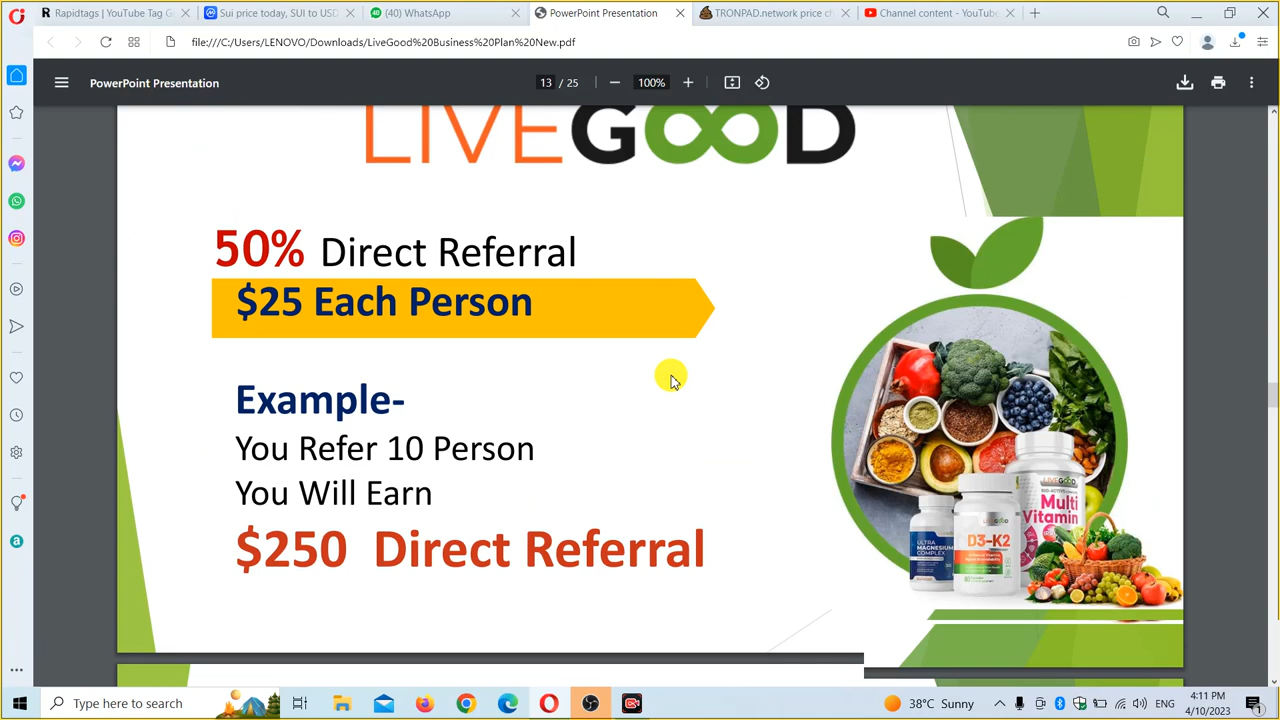 Rapidtags | YouTube Tag G
Sui price today, SUI to USD
(40) WhatsApp
PowerPoint Presentation
TRONPAD.network price ch
Channel content - YouTube
file:///C:/Users/LENOVO/Downloads/LiveGood%20Business%20Plan%20New.pdf
PowerPoint Presentation
13 / 25
100%
LIVEGOOD
50% Direct Referral
$25 Each Person
Example-
You Refer 10 Person
You Will Earn
$250 Direct Referral
LIVEGOOD
Multi
Vitamin
ULTRA
MAGNESIUM
COMPLEX
LIVEGOOD
D3-K2
Type here to search
38°C Sunny
ENG
4:11 PM
4/10/2023